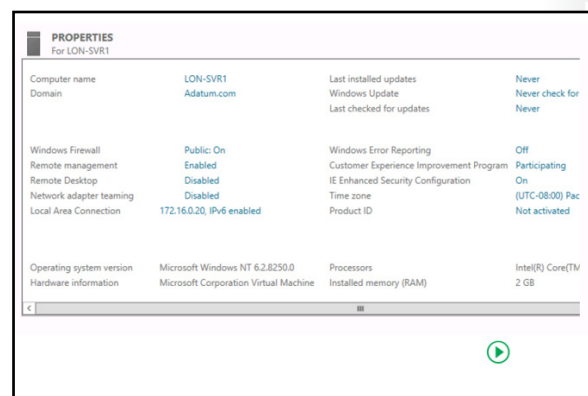 PROPERTIES
For LON-SVR1
Computer name LON-SVR1 Last installed updates Never
Domain Adatum.com Windows Update Never check for
Last checked for updates Never
Windows Firewall Public: On Windows Error Reporting Off
Remote management Enabled Customer Experience Improvement Program Participating
Remote Desktop Disabled IE Enhanced Security Configuration On
Network adapter teaming Disabled Time zone (UTC-08:00) Pac
Local Area Connection 172.16.0.20, IPv6 enabled Product ID Not activated
Operating system version Microsoft Windows NT 6.2.8250.0 Processors Intel(R) Core(TM
Hardware information Microsoft Corporation Virtual Machine Installed memory (RAM) 2 GB